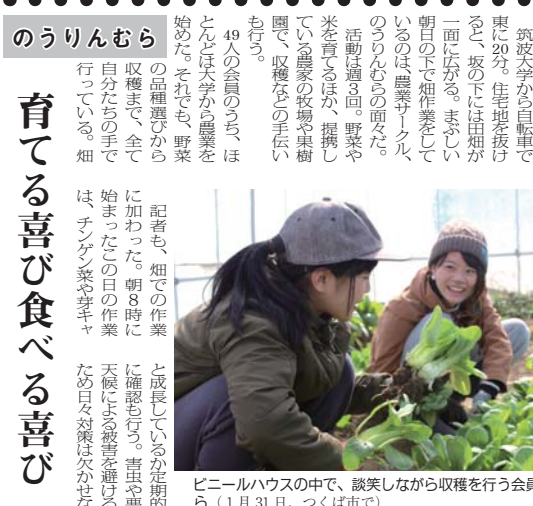 のうりんむら
育てる喜び食べる喜び
筑波大学から自転車で
東に20分。住宅地を抜け
ると、坂の下には田畑が
一面に広がる。まぶしい
朝日の下で畑作業をして
いるのは、農業サークル、
のうりんむらの面々だ。
活動は週3回。野菜や
米を育てるほか、提携し
ている農家の牧場や果樹
園で、収穫などの手伝い
も行う。
49人の会員のうち、ほ
とんどは大学から農業を
始めた。それでも、野菜
の品種選びから
収穫まで、全て
自分たちの手で
行っている。畑
記者も、畑での作業
に加わった。朝8時に
始まったこの日の作業
は、チンゲン菜や芽キャ
と成長しているか定期的
に確認も行う。害虫や悪
天候による被害を避ける
ため日々対策は欠かせな
ビニールハウスの中で、談笑しながら収穫を行う会員
ら（1月31日、つくば市で）